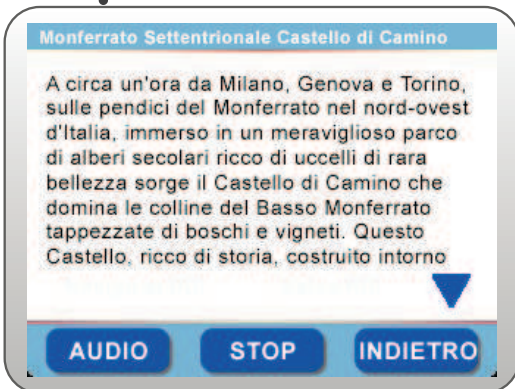 Monferrato Settentrionale Castello di Camino
A circa un'ora da Milano, Genova e Torino,
sulle pendici del Monferrato nel nord-ovest
d'Italia, immerso in un meraviglioso parco
di alberi secolari ricco di uccelli di rara
bellezza sorge il Castello di Camino che
domina le colline del Basso Monferrato
tappezzate di boschi e vigneti. Questo
Castello, ricco di storia, costruito intorno
AUDIO STOP INDIETRO